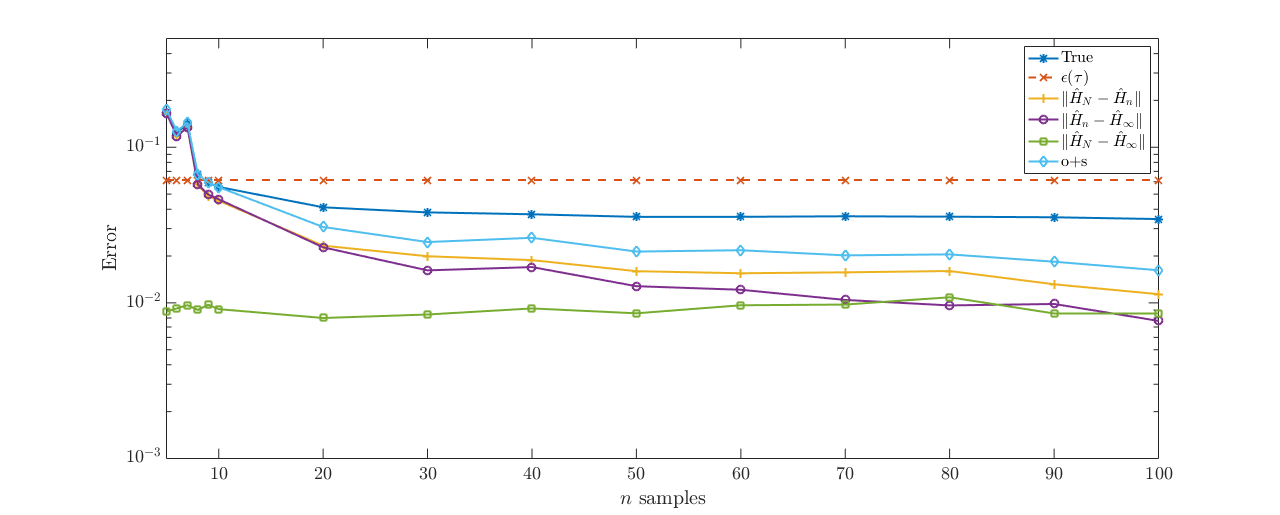 True
ϵ(τ)
‖Ĥ_N − Ĥ_n‖
‖Ĥ_n − Ĥ_∞‖
‖Ĥ_N − Ĥ_∞‖
o+s
10^{-1}
10^{-2}
10^{-3}
Error
10 20 30 40 50 60 70 80 90 100
n samples